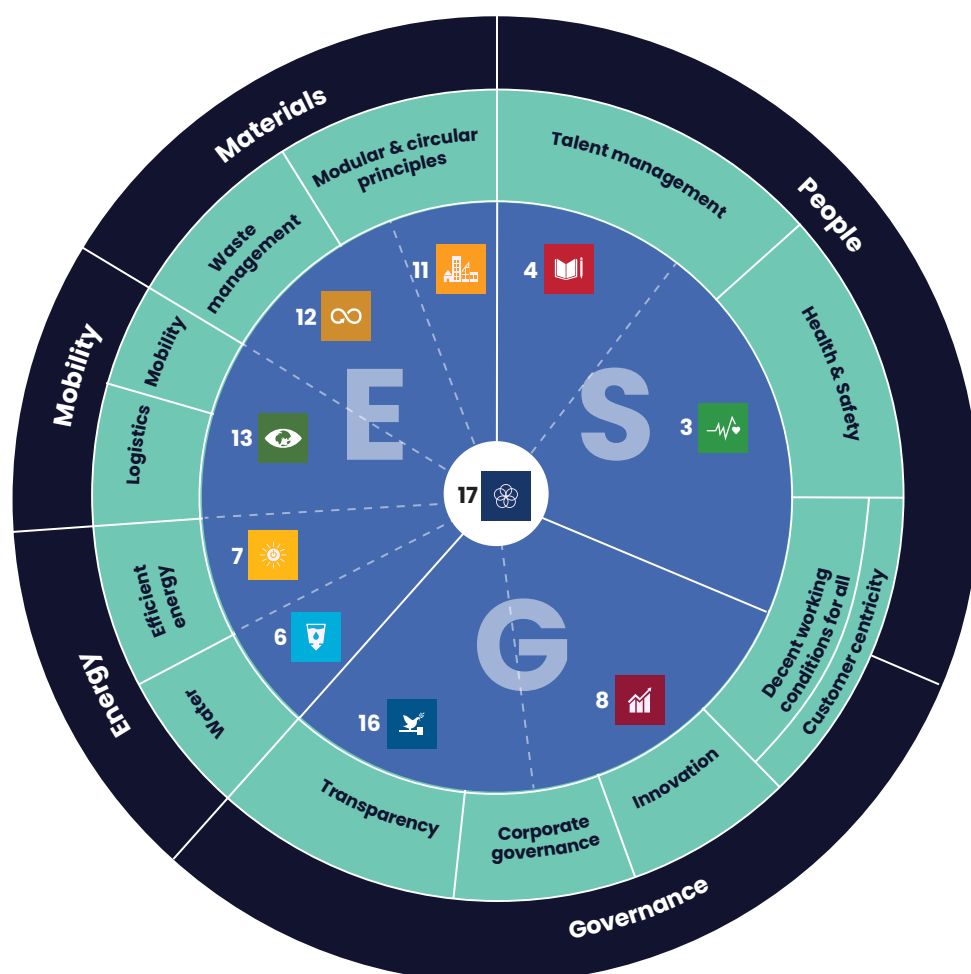 Materials
People
Mobility
Energy
Governance
Modular & circular
principles
Talent management
Waste
management
Health & Safety
Mobility
Logistics
Efficient
energy
Water
Transparency
Corporate
governance
Innovation
Decent working
conditions for all
Customer centricity
11
4
12
E
S
13
3
17
7
6
G
8
16